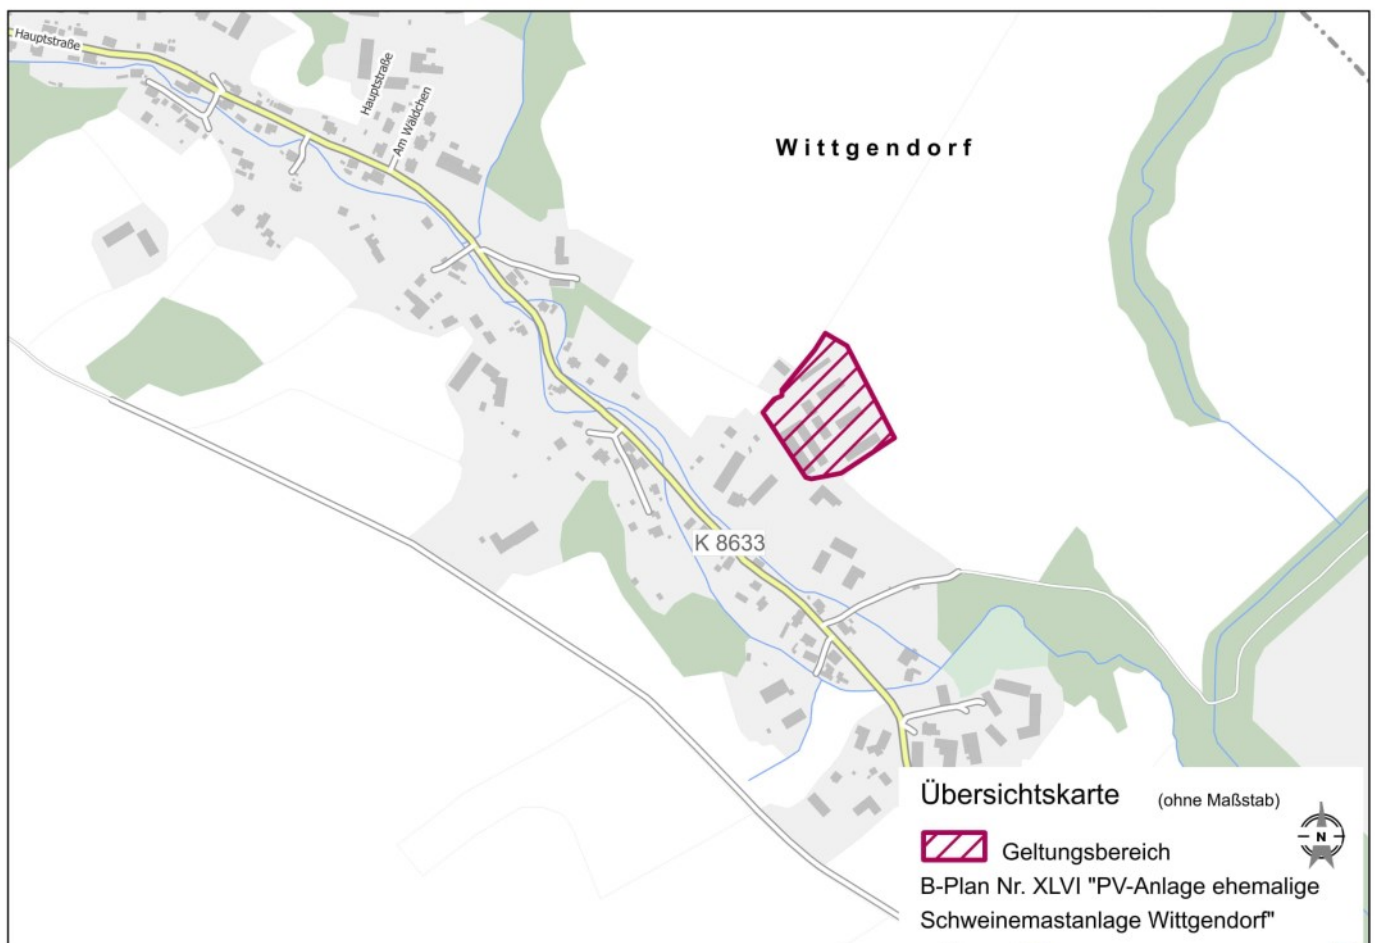 Hauptstraße
Hauptstraße
Am Wäldchen
Wittgendorf
K 8633
Übersichtskarte (ohne Maßstab)
N
Geltungsbereich
B-Plan Nr. XLVI "PV-Anlage ehemalige
Schweinemastanlage Wittgendorf"